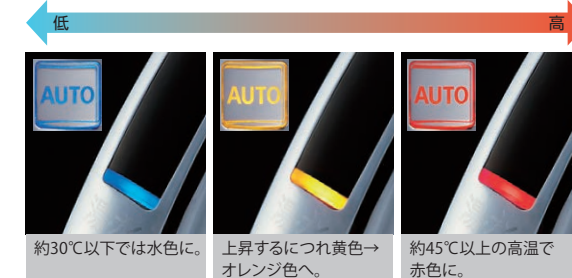 低
高
AUTO
AUTO
AUTO
約30℃以下では水色に。
上昇するにつれ黄色→
オレンジ色へ。
約45℃以上の高温で
赤色に。